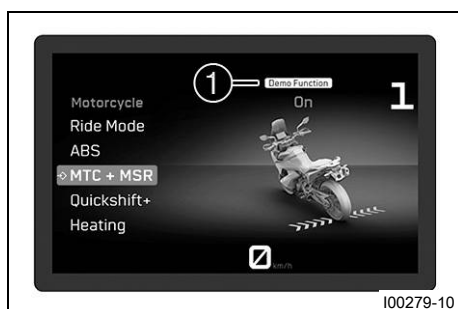 1
Demo Function
Motorcycle
On
1
Ride Mode
ABS
MTC + MSR
Quickshift+
Heating
0 km/h
I00279-10